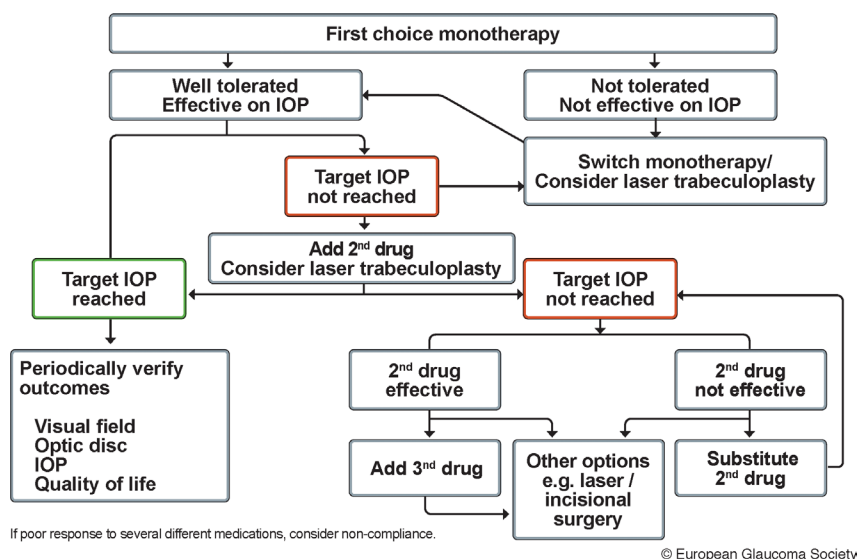 First choice monotherapy
Well tolerated
Effective on IOP
Not tolerated
Not effective on IOP
Switch monotherapy/
Consider laser trabeculoplasty
Target IOP
not reached
Add 2nd drug
Consider laser trabeculoplasty
Target IOP
reached
Target IOP
not reached
Periodically verify
outcomes
Visual field
Optic disc
IOP
Quality of life
2nd drug
effective
2nd drug
not effective
Add 3nd drug
Other options
e.g. laser /
incisional
surgery
Substitute
2nd drug
If poor response to several different medications, consider non-compliance.
© European Glaucoma Society